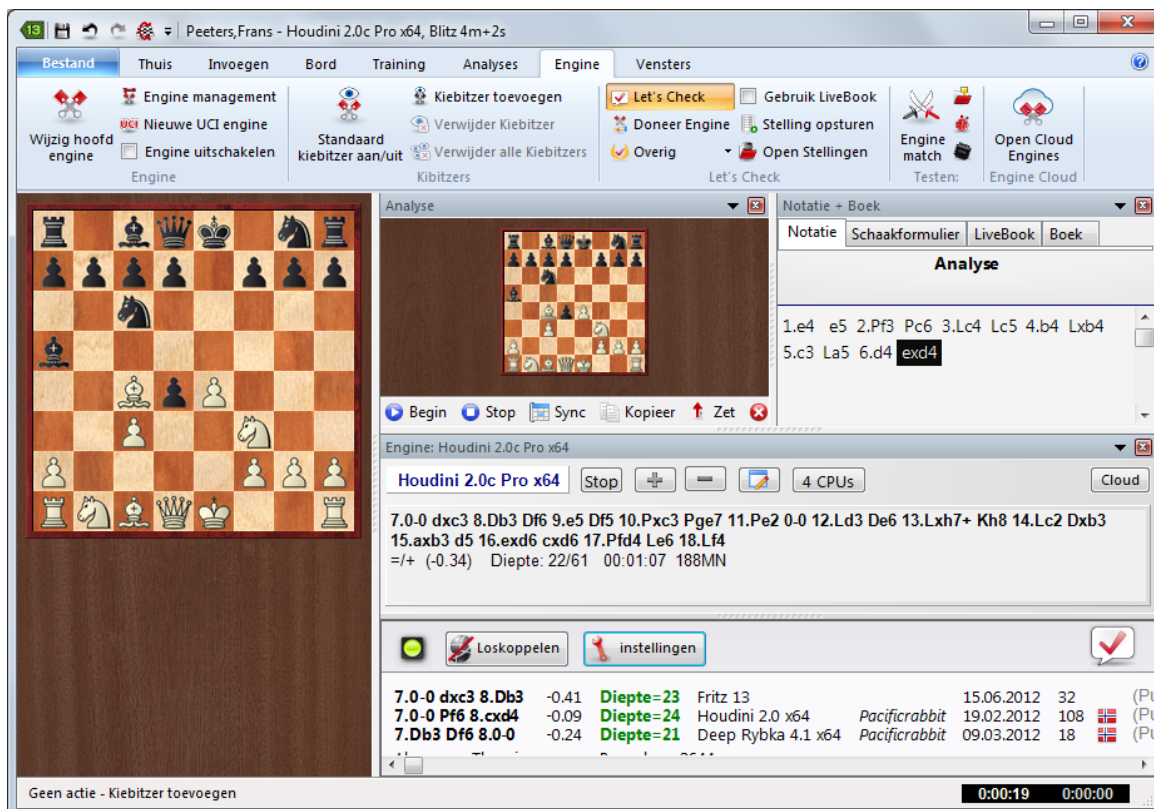 13 Peeters,Frans - Houdini 2.0c Pro x64, Blitz 4m+2s
Bestand Thuis Invoegen Bord Training Analyses Engine Vensters
Wijzig hoofd engine
Engine management
UCI Nieuwe UCI engine
Engine uitschakelen
Engine
Standaard kiebitzer aan/uit
Kiebitzer toevoegen
Verwijder Kiebitzer
Verwijder alle Kiebitzers
Kibitzers
Let's Check
Doneer Engine
Overig
Gebruik LiveBook
Stelling opsturen
Open Stellingen
Let's Check
Engine match
Testen:
Open Cloud Engines
Engine Cloud
Analyse
Begin Stop Sync Kopieer Zet
Notatie + Boek
Notatie Schaakformulier LiveBook Boek
Analyse
1.e4 e5 2.Pf3 Pc6 3.Lc4 Lc5 4.b4 Lxb4
5.c3 La5 6.d4 exd4
Engine: Houdini 2.0c Pro x64
Houdini 2.0c Pro x64 Stop 4 CPUs Cloud
7.0-0 dxc3 8.Db3 Df6 9.e5 Df5 10.Pxc3 Pge7 11.Pe2 0-0 12.Ld3 De6 13.Lxh7+ Kh8 14.Lc2 Dxb3
15.axb3 d5 16.exd6 cxd6 17.Pfd4 Le6 18.Lf4
=/+ (-0.34) Diepte: 22/61 00:01:07 188MN
Loskoppelen instellingen
7.0-0 dxc3 8.Db3 -0.41 Diepte=23 Fritz 13 15.06.2012 32 (Pu
7.0-0 Pf6 8.cxd4 -0.09 Diepte=24 Houdini 2.0 x64 Pacificrabbit 19.02.2012 108 (Pu
7.Db3 Df6 8.0-0 -0.24 Diepte=21 Deep Rybka 4.1 x64 Pacificrabbit 09.03.2012 18 (Pu
Geen actie - Kiebitzer toevoegen 0:00:19 0:00:00